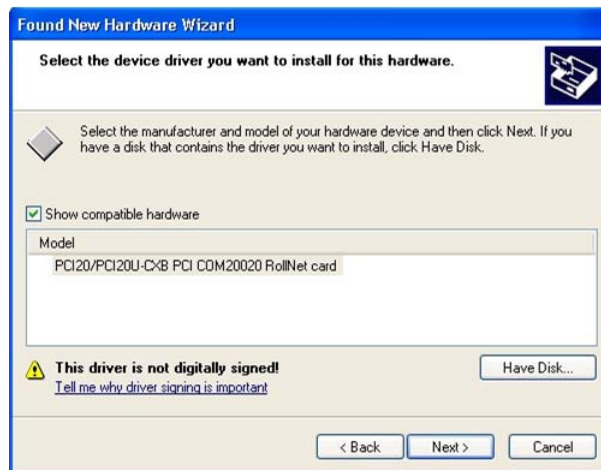 Found New Hardware Wizard
Select the device driver you want to install for this hardware.
Select the manufacturer and model of your hardware device and then click Next. If you
have a disk that contains the driver you want to install, click Have Disk.
Show compatible hardware
Model
PCI20/PCI20U-CXB PCI COM20020 RollNet card
This driver is not digitally signed!
Have Disk...
Tell me why driver signing is important
< Back
Next >
Cancel